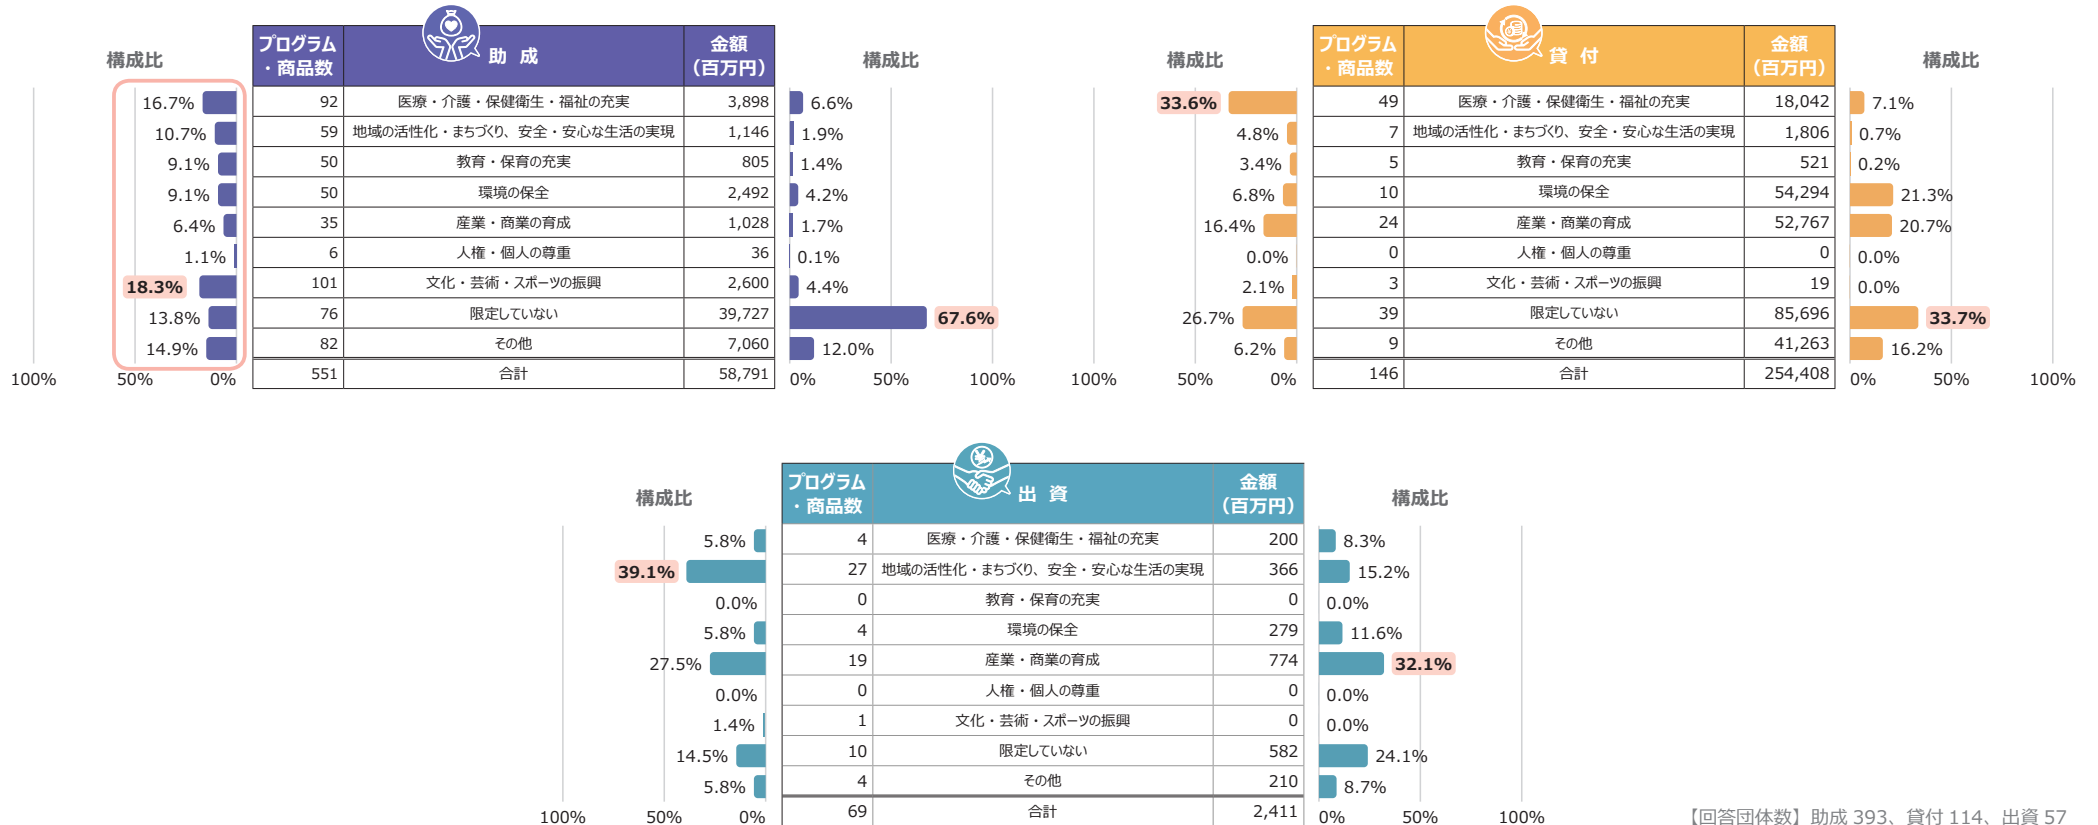 構成比 プログラム・商品数 助 成 金額（百万円） 構成比
16.7% 92 医療・介護・保健衛生・福祉の充実 3,898 6.6%
10.7% 59 地域の活性化・まちづくり、安全・安心な生活の実現 1,146 1.9%
9.1% 50 教育・保育の充実 805 1.4%
9.1% 50 環境の保全 2,492 4.2%
6.4% 35 産業・商業の育成 1,028 1.7%
1.1% 6 人権・個人の尊重 36 0.1%
18.3% 101 文化・芸術・スポーツの振興 2,600 4.4%
13.8% 76 限定していない 39,727 67.6%
14.9% 82 その他 7,060 12.0%
100% 50% 0% 551 合計 58,791 0% 50% 100%
構成比 プログラム・商品数 貸 付 金額（百万円） 構成比
33.6% 49 医療・介護・保健衛生・福祉の充実 18,042 7.1%
4.8% 7 地域の活性化・まちづくり、安全・安心な生活の実現 1,806 0.7%
3.4% 5 教育・保育の充実 521 0.2%
6.8% 10 環境の保全 54,294 21.3%
16.4% 24 産業・商業の育成 52,767 20.7%
0.0% 0 人権・個人の尊重 0 0.0%
2.1% 3 文化・芸術・スポーツの振興 19 0.0%
26.7% 39 限定していない 85,696 33.7%
6.2% 9 その他 41,263 16.2%
100% 50% 0% 146 合計 254,408 0% 50% 100%
構成比 プログラム・商品数 ¥ 出 資 金額（百万円） 構成比
5.8% 4 医療・介護・保健衛生・福祉の充実 200 8.3%
39.1% 27 地域の活性化・まちづくり、安全・安心な生活の実現 366 15.2%
0.0% 0 教育・保育の充実 0 0.0%
5.8% 4 環境の保全 279 11.6%
27.5% 19 産業・商業の育成 774 32.1%
0.0% 0 人権・個人の尊重 0 0.0%
1.4% 1 文化・芸術・スポーツの振興 0 0.0%
14.5% 10 限定していない 582 24.1%
5.8% 4 その他 210 8.7%
100% 50% 0% 69 合計 2,411 0% 50% 100%
【回答団体数】助成 393、貸付 114、出資 57